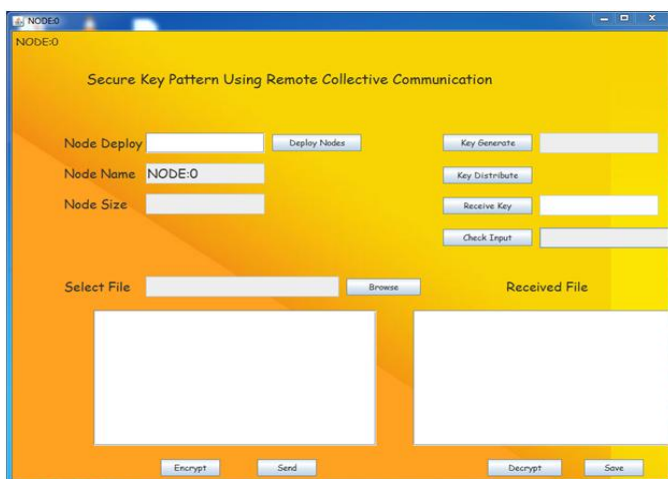 NODE:0
NODE:0
Secure Key Pattern Using Remote Collective Communication
Node Deploy Deploy Nodes Key Generate
Node Name NODE:0 Key Distribute
Node Size Receive Key
Check Input
Select File Browse Received File
Encrypt Send Decrypt Save